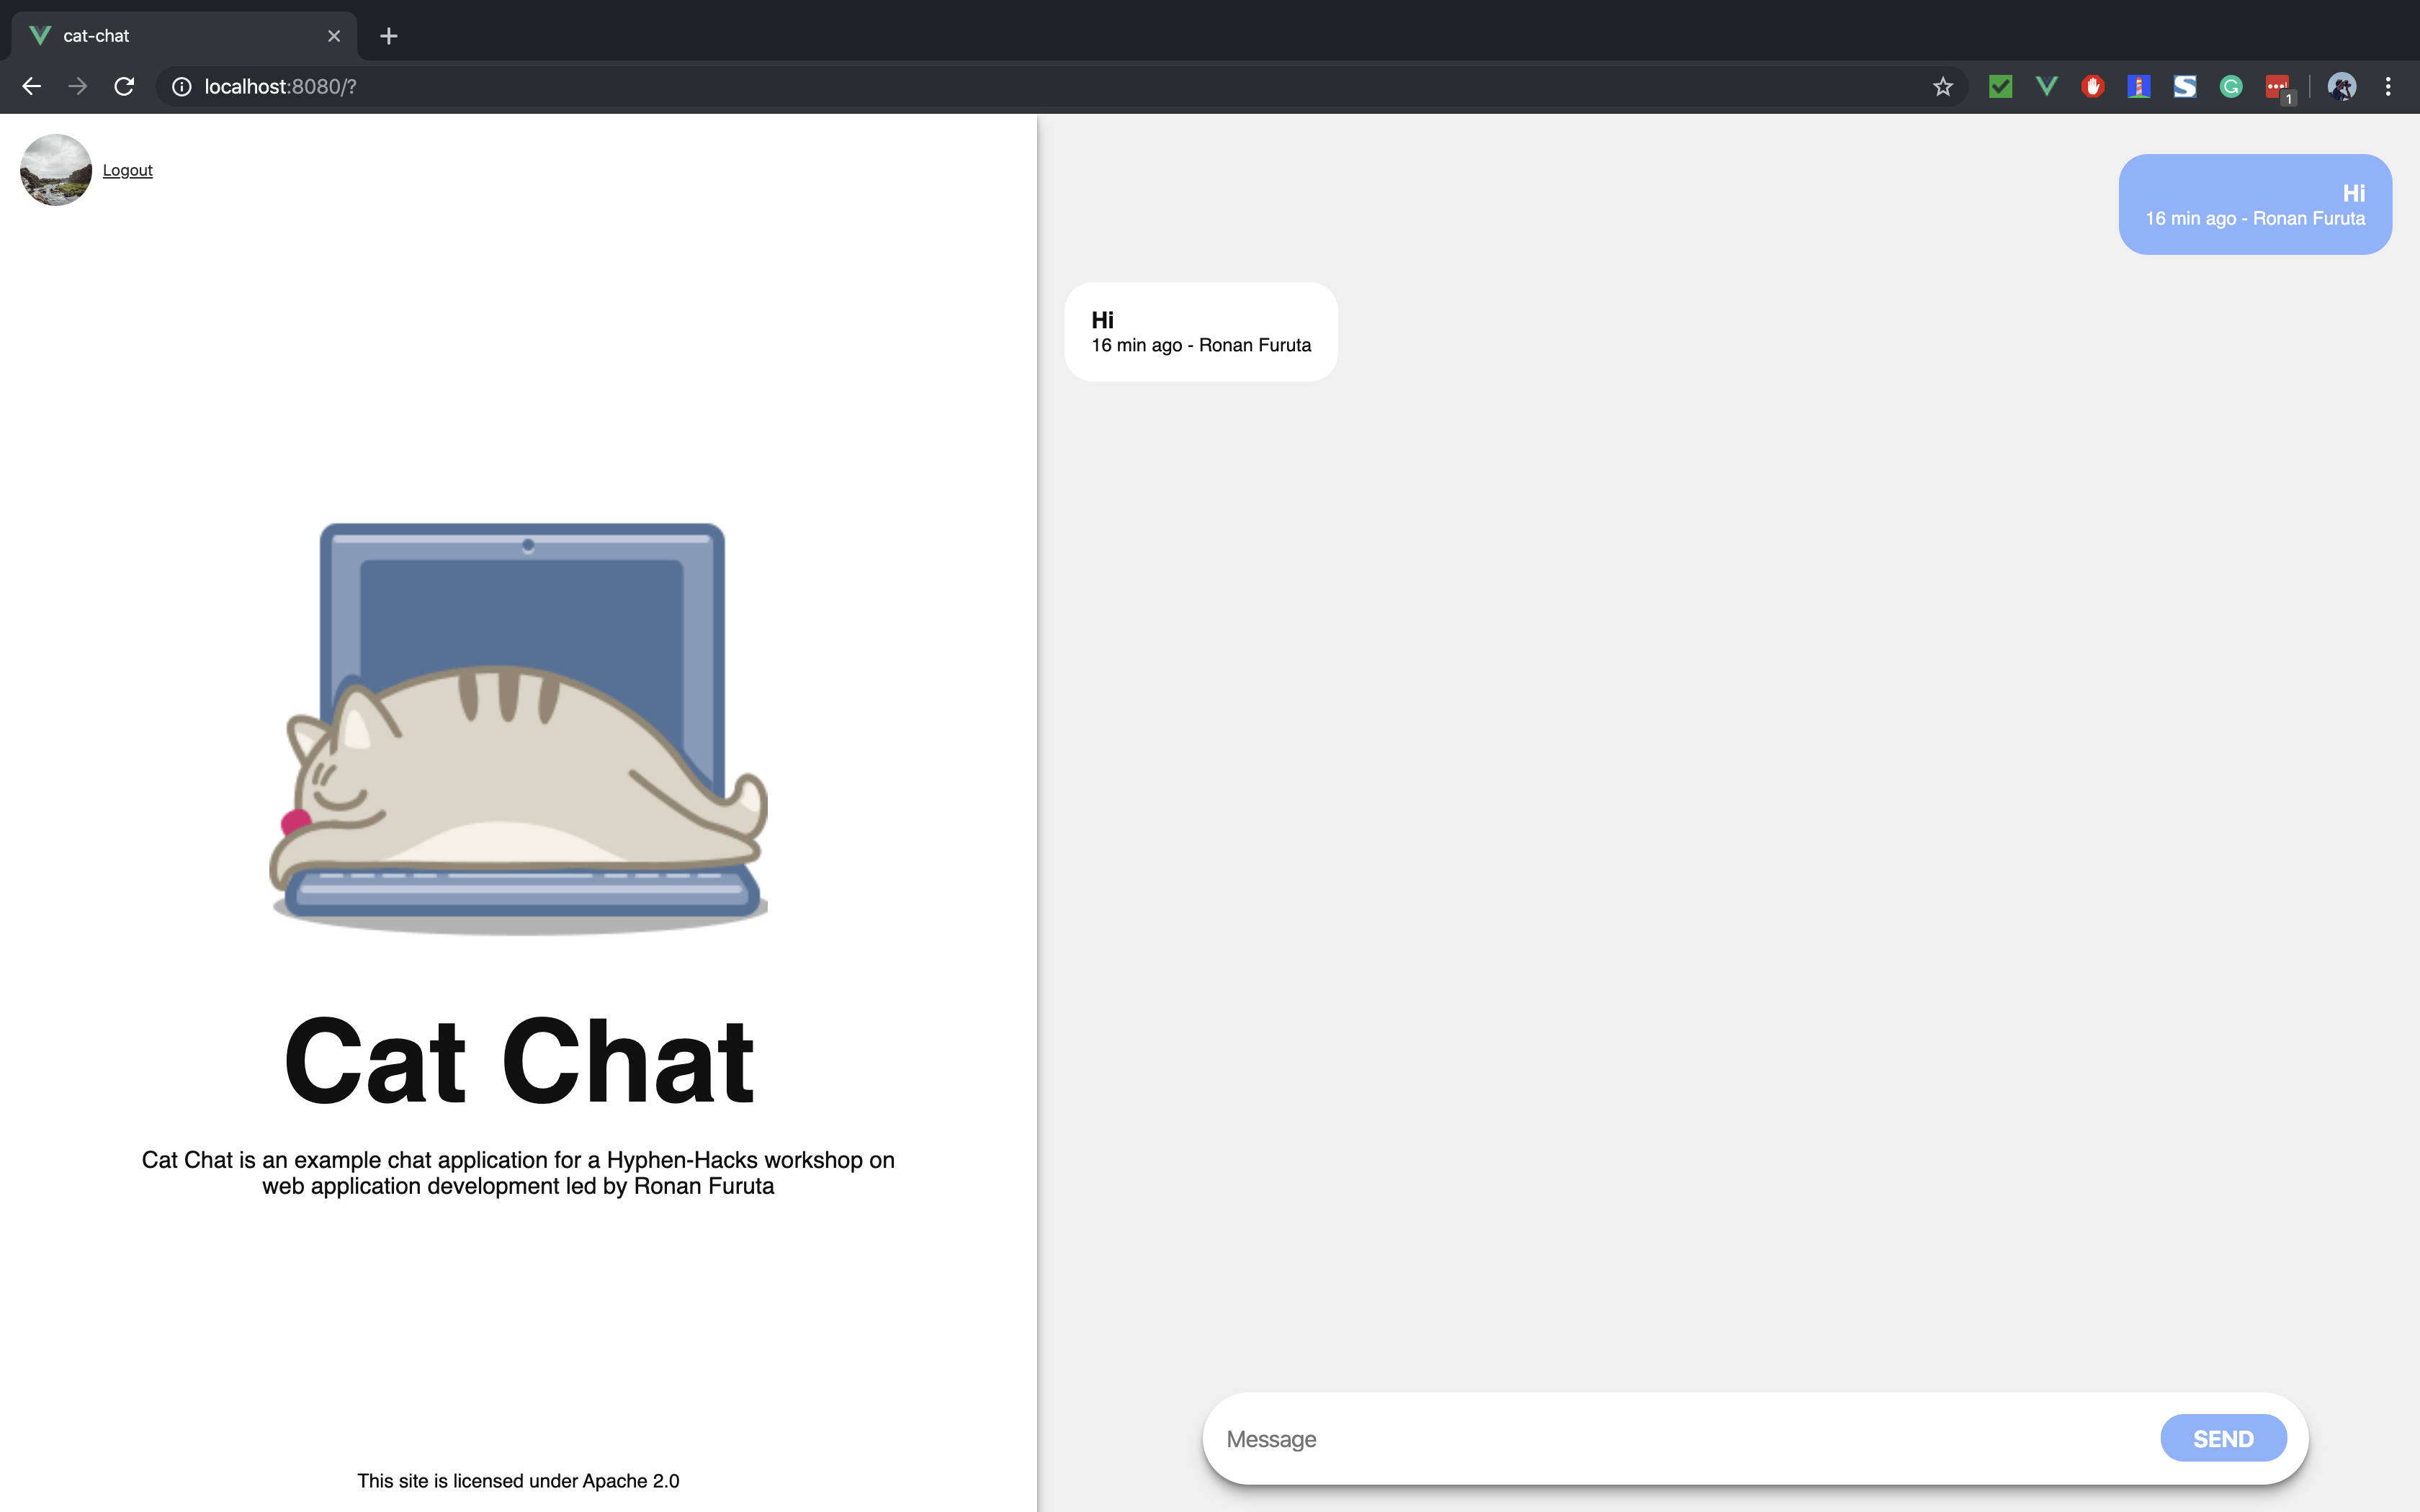 cat-chat
localhost:8080/?
1
Logout
Hi
16 min ago - Ronan Furuta
Hi
16 min ago - Ronan Furuta
Cat Chat
Cat Chat is an example chat application for a Hyphen-Hacks workshop on
web application development led by Ronan Furuta
Message
SEND
This site is licensed under Apache 2.0